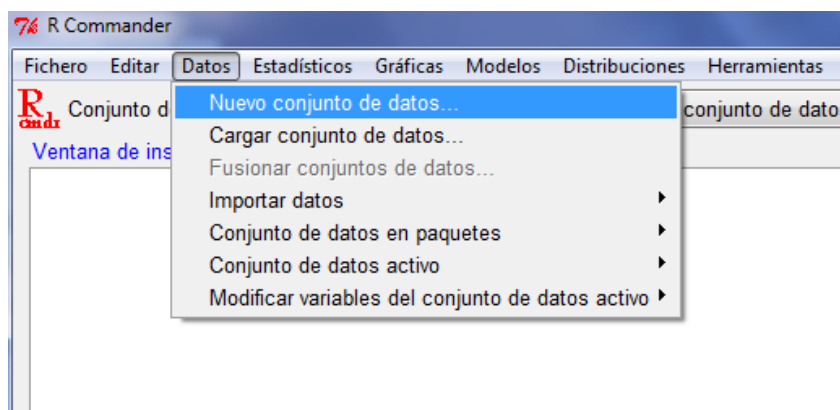 R Commander
Fichero Editar Datos Estadísticos Gráficas Modelos Distribuciones Herramientas
Rcmdr Conjunto d conjunto de dato
Ventana de ins
Nuevo conjunto de datos...
Cargar conjunto de datos...
Fusionar conjuntos de datos...
Importar datos
Conjunto de datos en paquetes
Conjunto de datos activo
Modificar variables del conjunto de datos activo